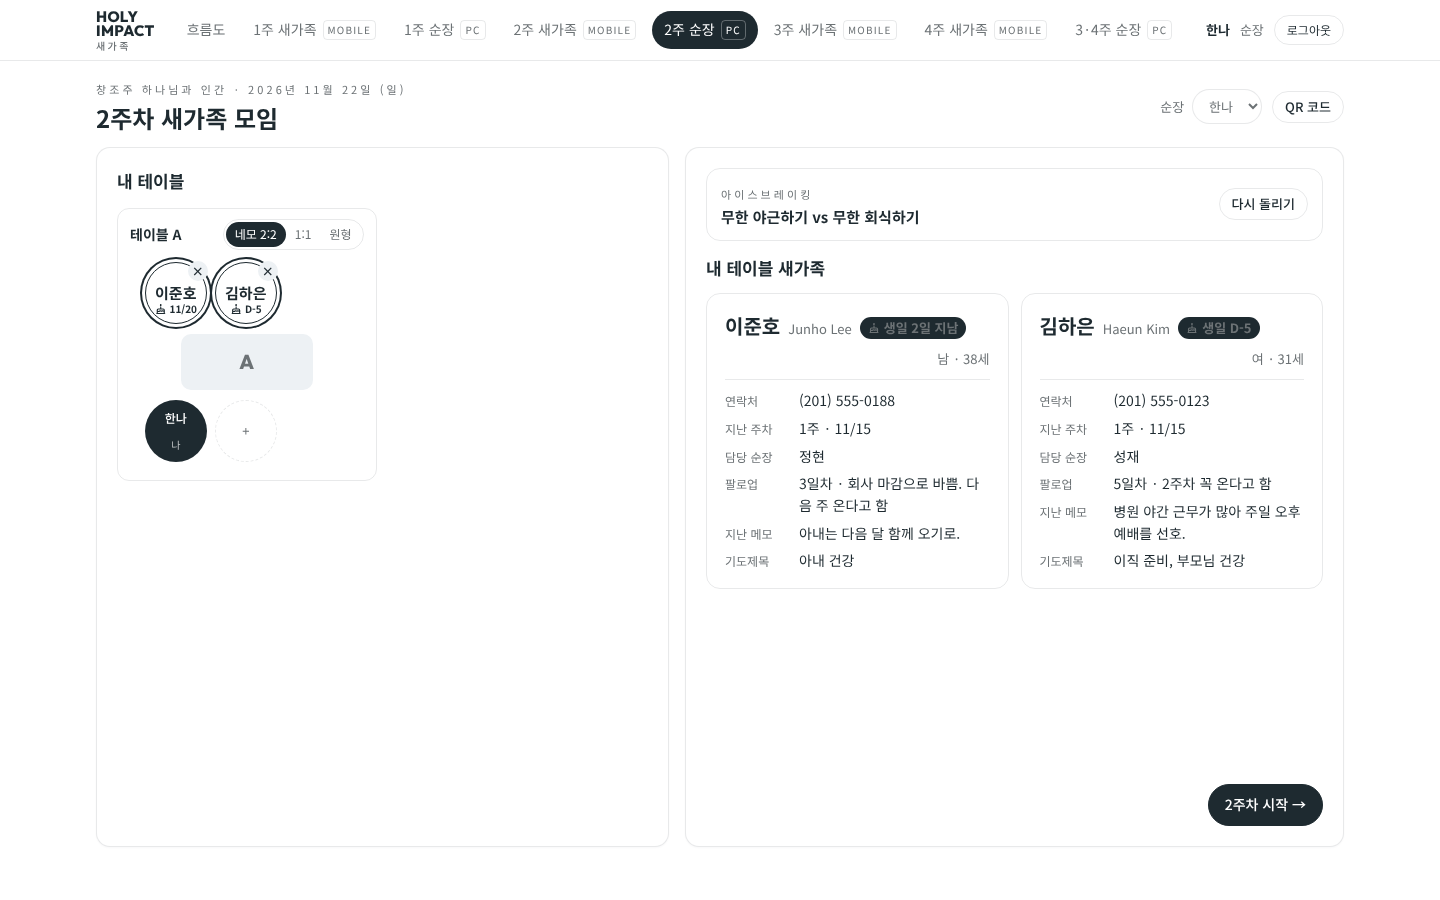 HOLY
IMPACT
새가족
흐름도
1주 새가족 MOBILE
1주 순장 PC
2주 새가족 MOBILE
2주 순장 PC
3주 새가족 MOBILE
4주 새가족 MOBILE
3·4주 순장 PC
한나 순장
로그아웃
창조주 하나님과 인간 · 2026년 11월 22일 (일)
2주차 새가족 모임
순장 한나
QR 코드
내 테이블
테이블 A
네모 2:2
1:1
원형
이준호
11/20
×
김하은
D-5
×
A
한나
나
+
아이스브레이킹
무한 야근하기 vs 무한 회식하기
다시 돌리기
내 테이블 새가족
이준호 Junho Lee 생일 2일 지남
남 · 38세
연락처 (201) 555-0188
지난 주차 1주 · 11/15
담당 순장 정현
팔로업 3일차 · 회사 마감으로 바쁨. 다
음 주 온다고 함
지난 메모 아내는 다음 달 함께 오기로.
기도제목 아내 건강
김하은 Haeun Kim 생일 D-5
여 · 31세
연락처 (201) 555-0123
지난 주차 1주 · 11/15
담당 순장 성재
팔로업 5일차 · 2주차 꼭 온다고 함
지난 메모 병원 야간 근무가 많아 주일 오후
예배를 선호.
기도제목 이직 준비, 부모님 건강
2주차 시작 →